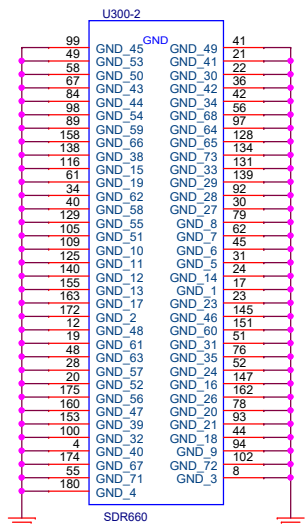 U300-2
GND
99 GND_45 GND_49 41
49 GND_53 GND_41 21
58 GND_50 GND_30 22
67 GND_43 GND_42 36
84 GND_44 GND_34 42
98 GND_54 GND_68 56
89 GND_59 GND_64 97
158 GND_66 GND_65 128
138 GND_38 GND_73 134
116 GND_15 GND_33 131
61 GND_19 GND_29 139
34 GND_62 GND_28 92
40 GND_58 GND_27 30
129 GND_55 GND_8 79
105 GND_51 GND_7 62
109 GND_10 GND_6 45
125 GND_11 GND_5 31
140 GND_12 GND_14 24
155 GND_13 GND_1 17
163 GND_17 GND_23 23
172 GND_2 GND_46 145
12 GND_48 GND_60 151
19 GND_61 GND_31 51
48 GND_63 GND_35 76
28 GND_57 GND_24 52
20 GND_52 GND_16 147
175 GND_56 GND_26 162
160 GND_47 GND_20 78
153 GND_39 GND_21 93
100 GND_32 GND_18 44
4 GND_40 GND_9 94
174 GND_67 GND_72 102
55 GND_71 GND_3 8
180 GND_4
SDR660